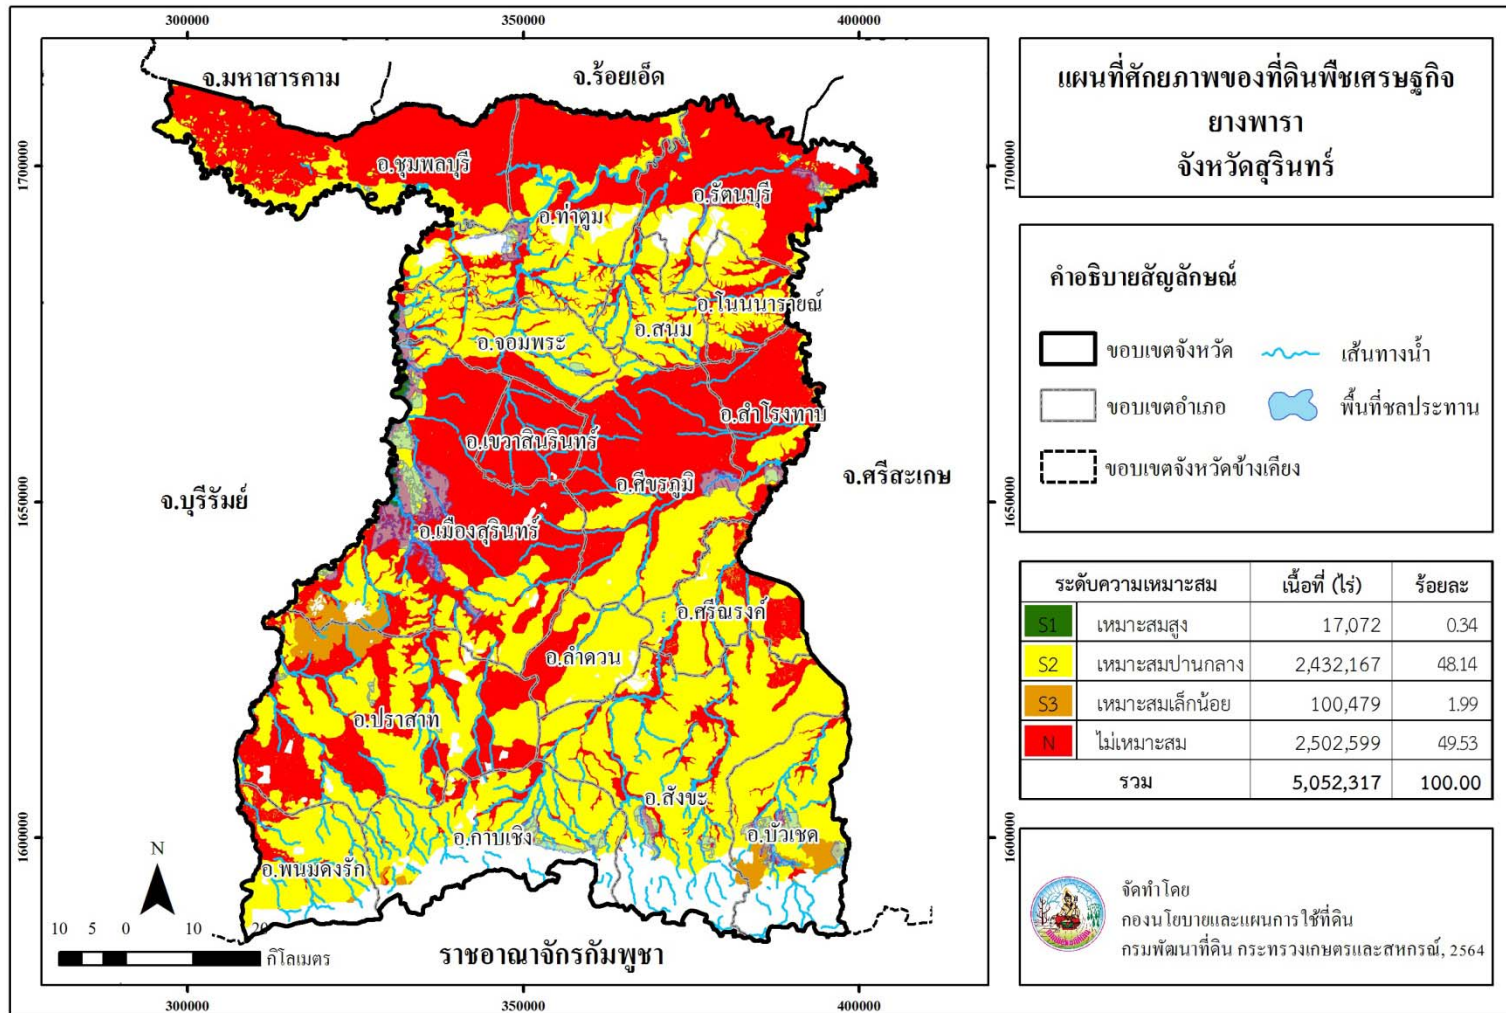 300000
350000
400000
จ.มหาสารคาม
จ.ร้อยเอ็ด
1700000
1700000
อ.ชุมพลบุรี
อ.รัตนบุรี
อ.ท่าตูม
อ.โนนนารายณ์
อ.สนม
อ.จอมพระ
อ.สำโรงทาบ
อ.เขวาสินรินทร์
อ.ศีขรภูมิ
จ.ศรีสะเกษ
จ.บุรีรัมย์
1650000
1650000
อ.เมืองสุรินทร์
อ.ศรีณรงค์
อ.ลำดวน
อ.ปราสาท
อ.สังขะ
อ.บัวเชด
อ.กาบเชิง
1600000
1600000
อ.พนมดงรัก
N
10 5 0 10 20
กิโลเมตร
ราชอาณาจักรกัมพูชา
300000
350000
400000
แผนที่ศักยภาพของที่ดินพืชเศรษฐกิจ
ยางพารา
จังหวัดสุรินทร์
คำอธิบายสัญลักษณ์
ขอบเขตจังหวัด
เส้นทางน้ำ
ขอบเขตอำเภอ
พื้นที่ชลประทาน
ขอบเขตจังหวัดข้างเคียง
ระดับความเหมาะสม เนื้อที่ (ไร่) ร้อยละ
S1 เหมาะสมสูง 17,072 0.34
S2 เหมาะสมปานกลาง 2,432,167 48.14
S3 เหมาะสมเล็กน้อย 100,479 1.99
N ไม่เหมาะสม 2,502,599 49.53
รวม 5,052,317 100.00
จัดทำโดย
กองนโยบายและแผนการใช้ที่ดิน
กรมพัฒนาที่ดิน กระทรวงเกษตรและสหกรณ์, 2564